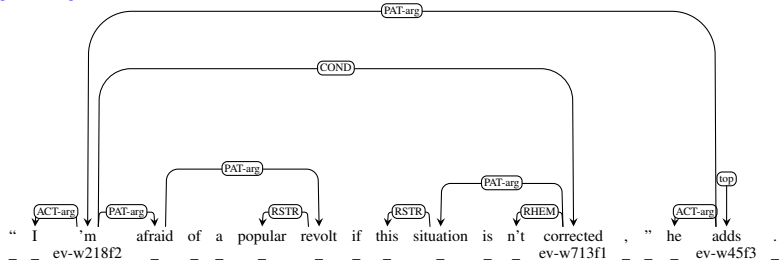 PAT-arg
COND
PAT-arg
PAT-arg
top
ACT-arg PAT-arg RSTR RSTR RHEM ACT-arg
“ I 'm afraid of a popular revolt if this situation is n't corrected , ” he adds .
_ _ ev-w218f2 _ _ _ _ _ _ _ _ _ _ ev-w713f1 _ _ _ ev-w45f3 _